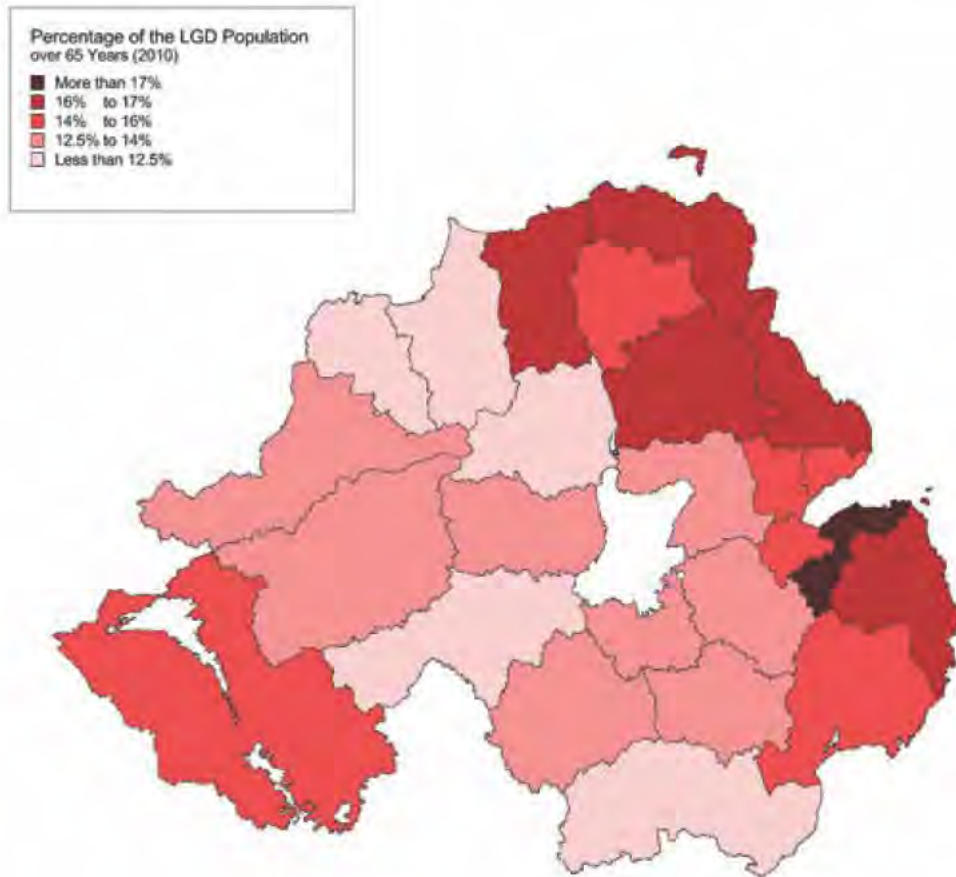 Percentage of the LGD Population
over 65 Years (2010)
More than 17%
16% to 17%
14% to 16%
12.5% to 14%
Less than 12.5%